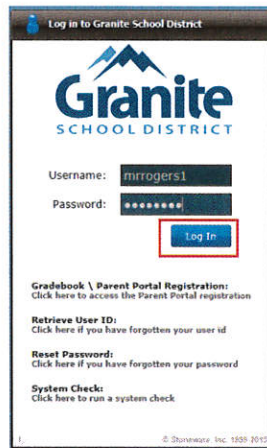 Log in to Granite School District
Granite
SCHOOL DISTRICT
Username: mrrogers1
Password: ••••••••
Log In
Gradebook \ Parent Portal Registration:
Click here to access the Parent Portal registration
Retrieve User ID:
Click here if you have forgotten your user id
Reset Password:
Click here if you have forgotten your password
System Check:
Click here to run a system check
© Stoneware, Inc. 1999-2015